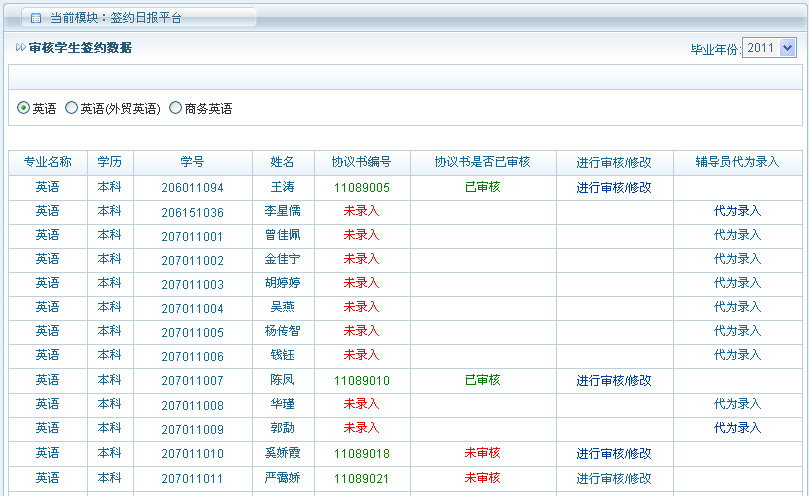 当前模块：签约日报平台
审核学生签约数据 毕业年份: 2011
英语 英语(外贸英语) 商务英语
专业名称 学历 学号 姓名 协议书编号 协议书是否已审核 进行审核/修改 辅导员代为录入
英语 本科 206011094 王涛 11089005 已审核 进行审核/修改
英语 本科 206151036 李星儒 未录入 代为录入
英语 本科 207011001 曾佳佩 未录入 代为录入
英语 本科 207011002 金佳宁 未录入 代为录入
英语 本科 207011003 胡婷婷 未录入 代为录入
英语 本科 207011004 吴燕 未录入 代为录入
英语 本科 207011005 杨传智 未录入 代为录入
英语 本科 207011006 钱钰 未录入 代为录入
英语 本科 207011007 陈凤 11089010 已审核 进行审核/修改
英语 本科 207011008 华瑾 未录入 代为录入
英语 本科 207011009 郭勐 未录入 代为录入
英语 本科 207011010 奚娇霞 11089018 未审核 进行审核/修改
英语 本科 207011011 严霭娇 11089021 未审核 进行审核/修改